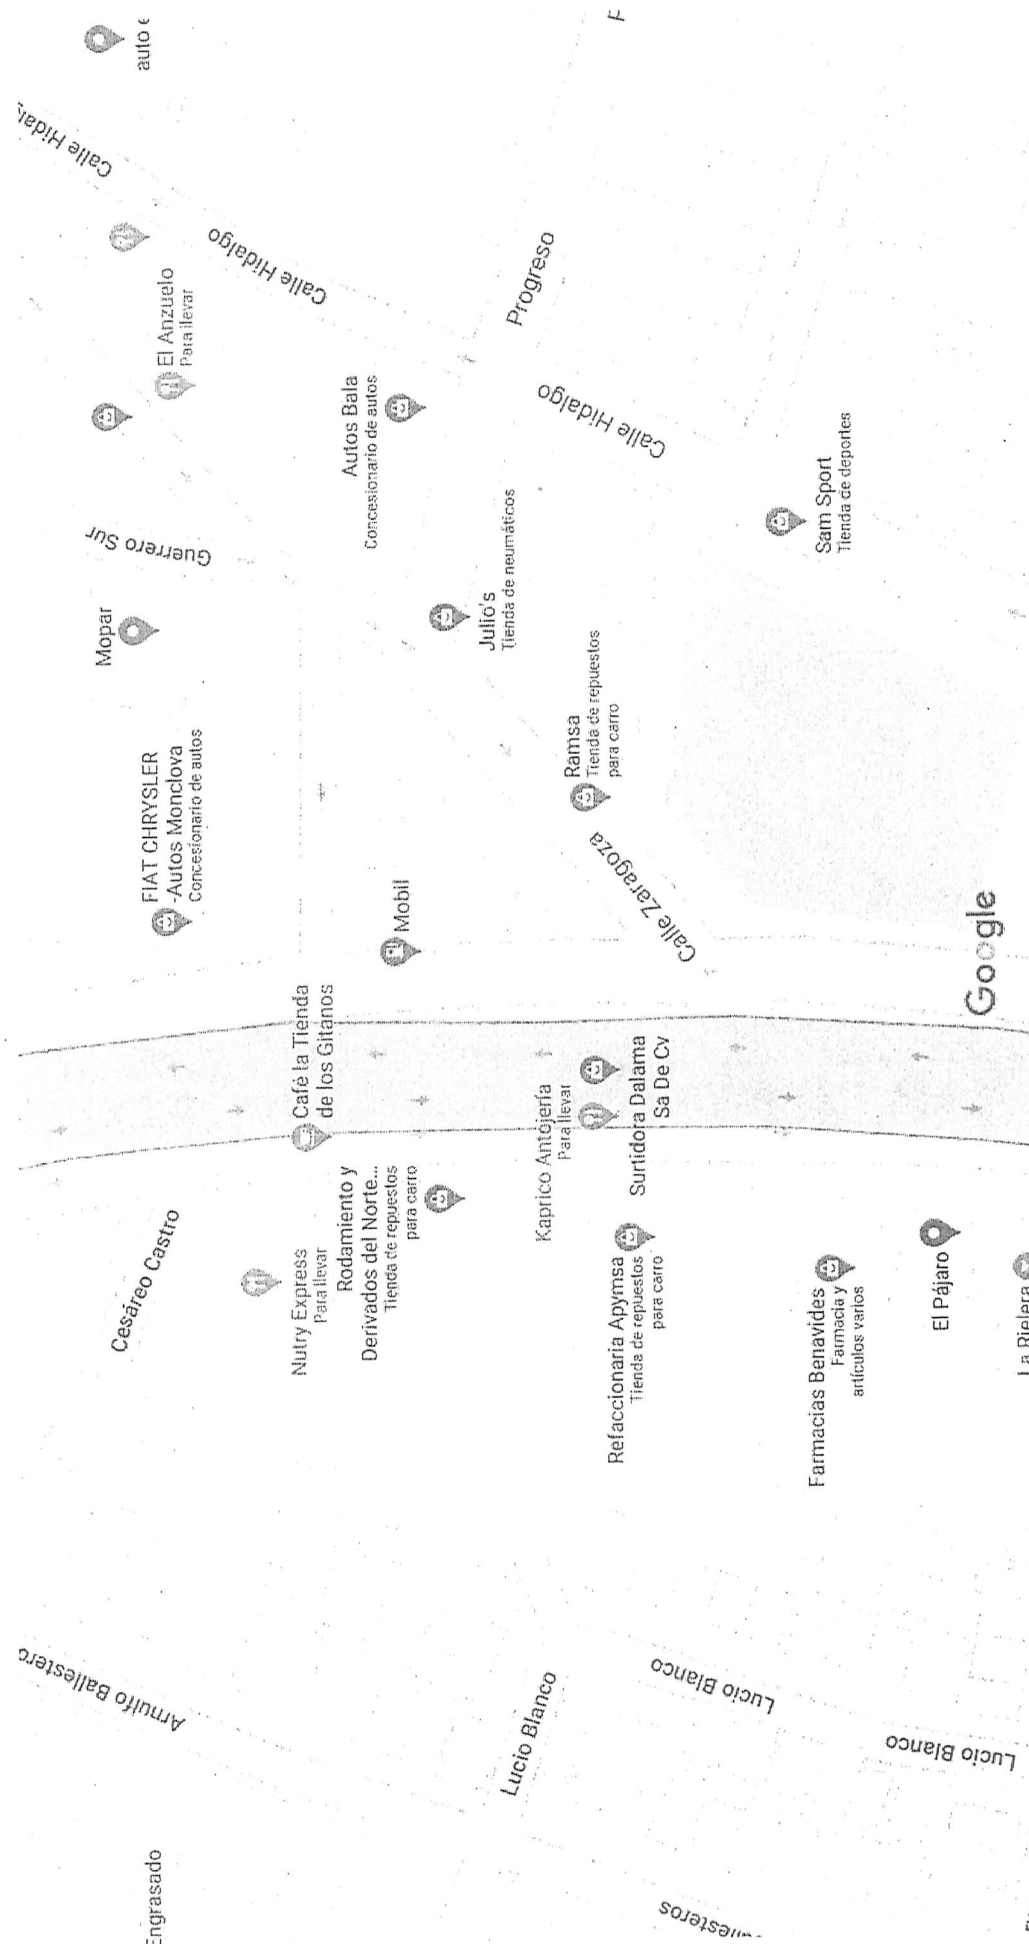 auto e
Calle Hidalg
Calle Hidalgo
El Anzuelo
Para llevar
Progreso
Autos Bala
Concesionario de autos
Calle Hidalgo
Guerrero Sur
Sam Sport
Tienda de deportes
Mopar
Julio's
Tienda de neumáticos
Ramsa
Tienda de repuestos
para carro
FIAT CHRYSLER
-Autos Monclova
Concesionario de autos
Mobil
Calle Zaragoza
Google
Café la Tienda
de los Gitanos
Kaprico Antojería
Para llevar
Surtidora Dalama
Sa De Cv
Cesáreo Castro
Nutry Express
Para llevar
Rodamiento y
Derivados del Norte...
Tienda de repuestos
para carro
Refaccionaria Apymsa
Tienda de repuestos
para carro
Farmacias Benavides
Farmacia y
artículos varios
El Pájaro
La Rielera
Arnulfo Ballestero
Lucio Blanco
Lucio Blanco
Lucio Blanco
Engrasado
llesteros